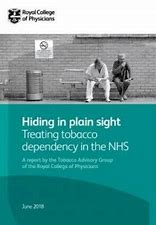 Royal College
of Physicians
Hiding in plain sight
Treating tobacco
dependency in the NHS
A report by the Tobacco Advisory Group
of the Royal College of Physicians
June 2018